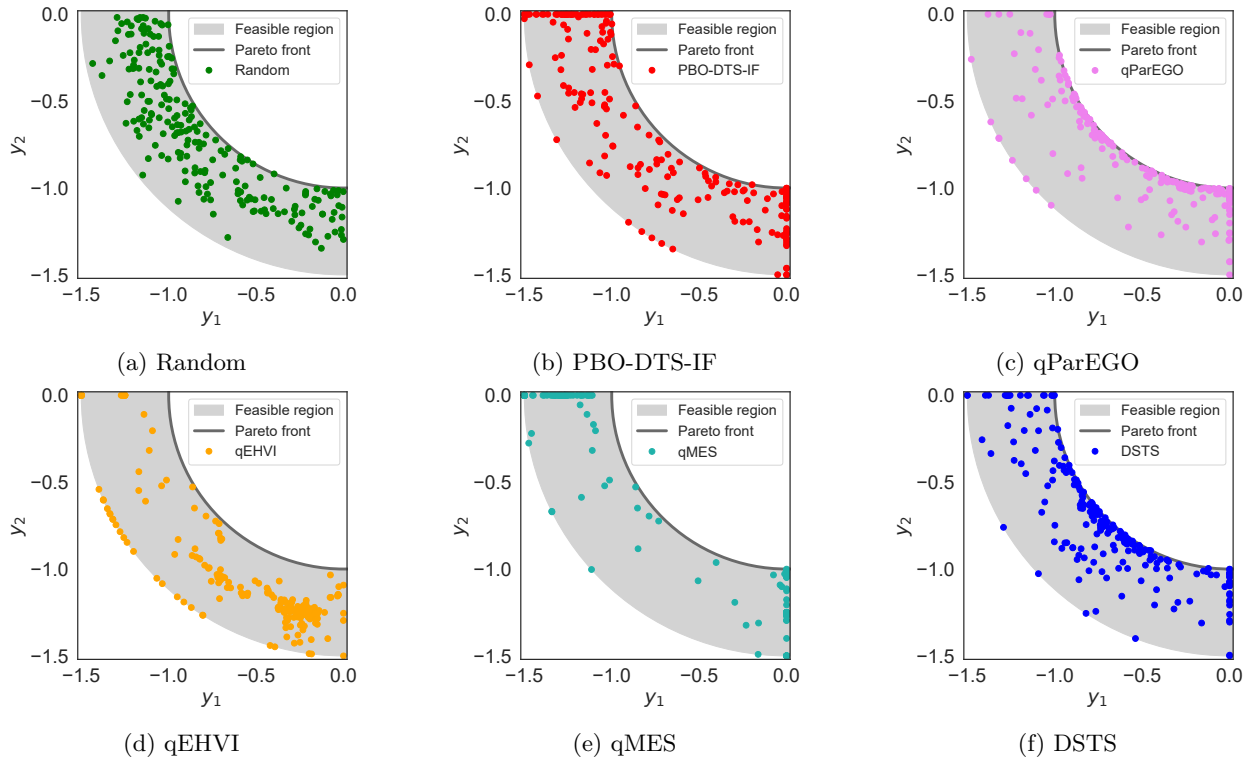 0.0
−0.5
−1.0
−1.5
y2
−1.5 −1.0 −0.5 0.0
y1
Feasible region
Pareto front
Random
(a) Random
0.0
−0.5
−1.0
−1.5
y2
−1.5 −1.0 −0.5 0.0
y1
Feasible region
Pareto front
PBO-DTS-IF
(b) PBO-DTS-IF
0.0
−0.5
−1.0
−1.5
y2
−1.5 −1.0 −0.5 0.0
y1
Feasible region
Pareto front
qParEGO
(c) qParEGO
0.0
−0.5
−1.0
−1.5
y2
−1.5 −1.0 −0.5 0.0
y1
Feasible region
Pareto front
qEHVI
(d) qEHVI
0.0
−0.5
−1.0
−1.5
y2
−1.5 −1.0 −0.5 0.0
y1
Feasible region
Pareto front
qMES
(e) qMES
0.0
−0.5
−1.0
−1.5
y2
−1.5 −1.0 −0.5 0.0
y1
Feasible region
Pareto front
DSTS
(f) DSTS